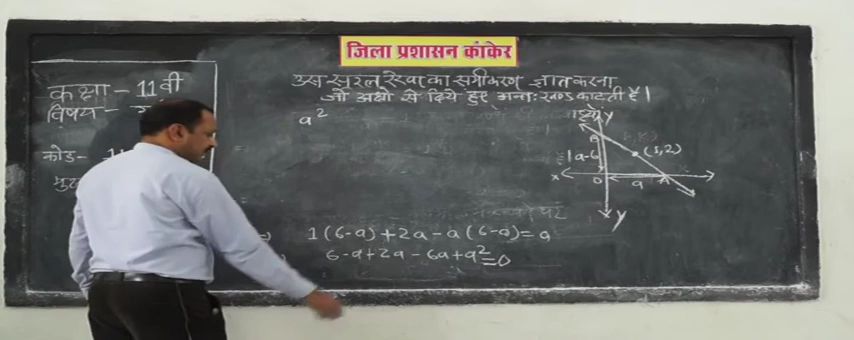 जिला प्रशासन कांकेर
कक्षा - 11वी
विषय -
कोड - 11
उस सरल रेखा का समीकरण ज्ञात करना
जो अक्षो से दिये हुए अन्तः खण्ड काटती है।
a²
Y
B
(1,2)
X
O
a
A
Y
⇒ 1(6-a)+2a-a(6-a)=0
6-a+2a-6a+a²=0